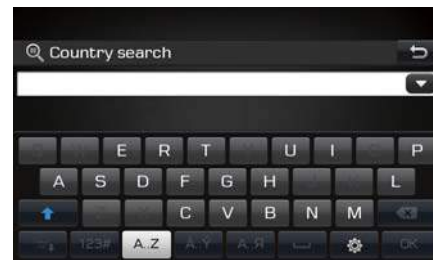 Country search
E R T U I P
A S D F G H L
C V B N M
123# A..Z A..Ý A..Я OK